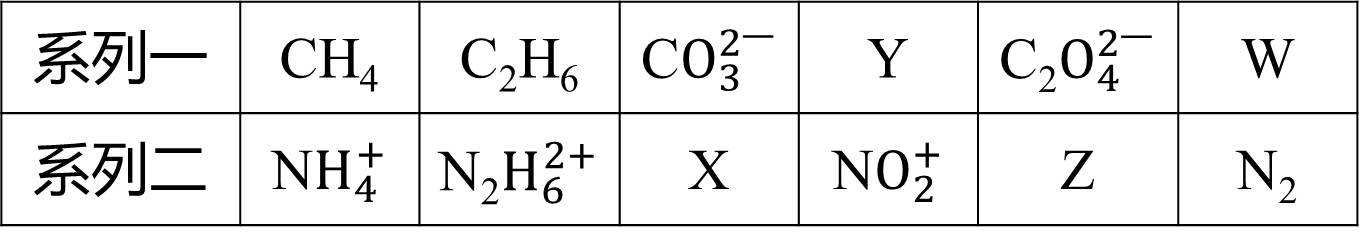 系列一 CH₄ C₂H₆ CO₃²⁻ Y C₂O₄²⁻ W
系列二 NH₄⁺ N₂H₆²⁺ X NO₂⁺ Z N₂